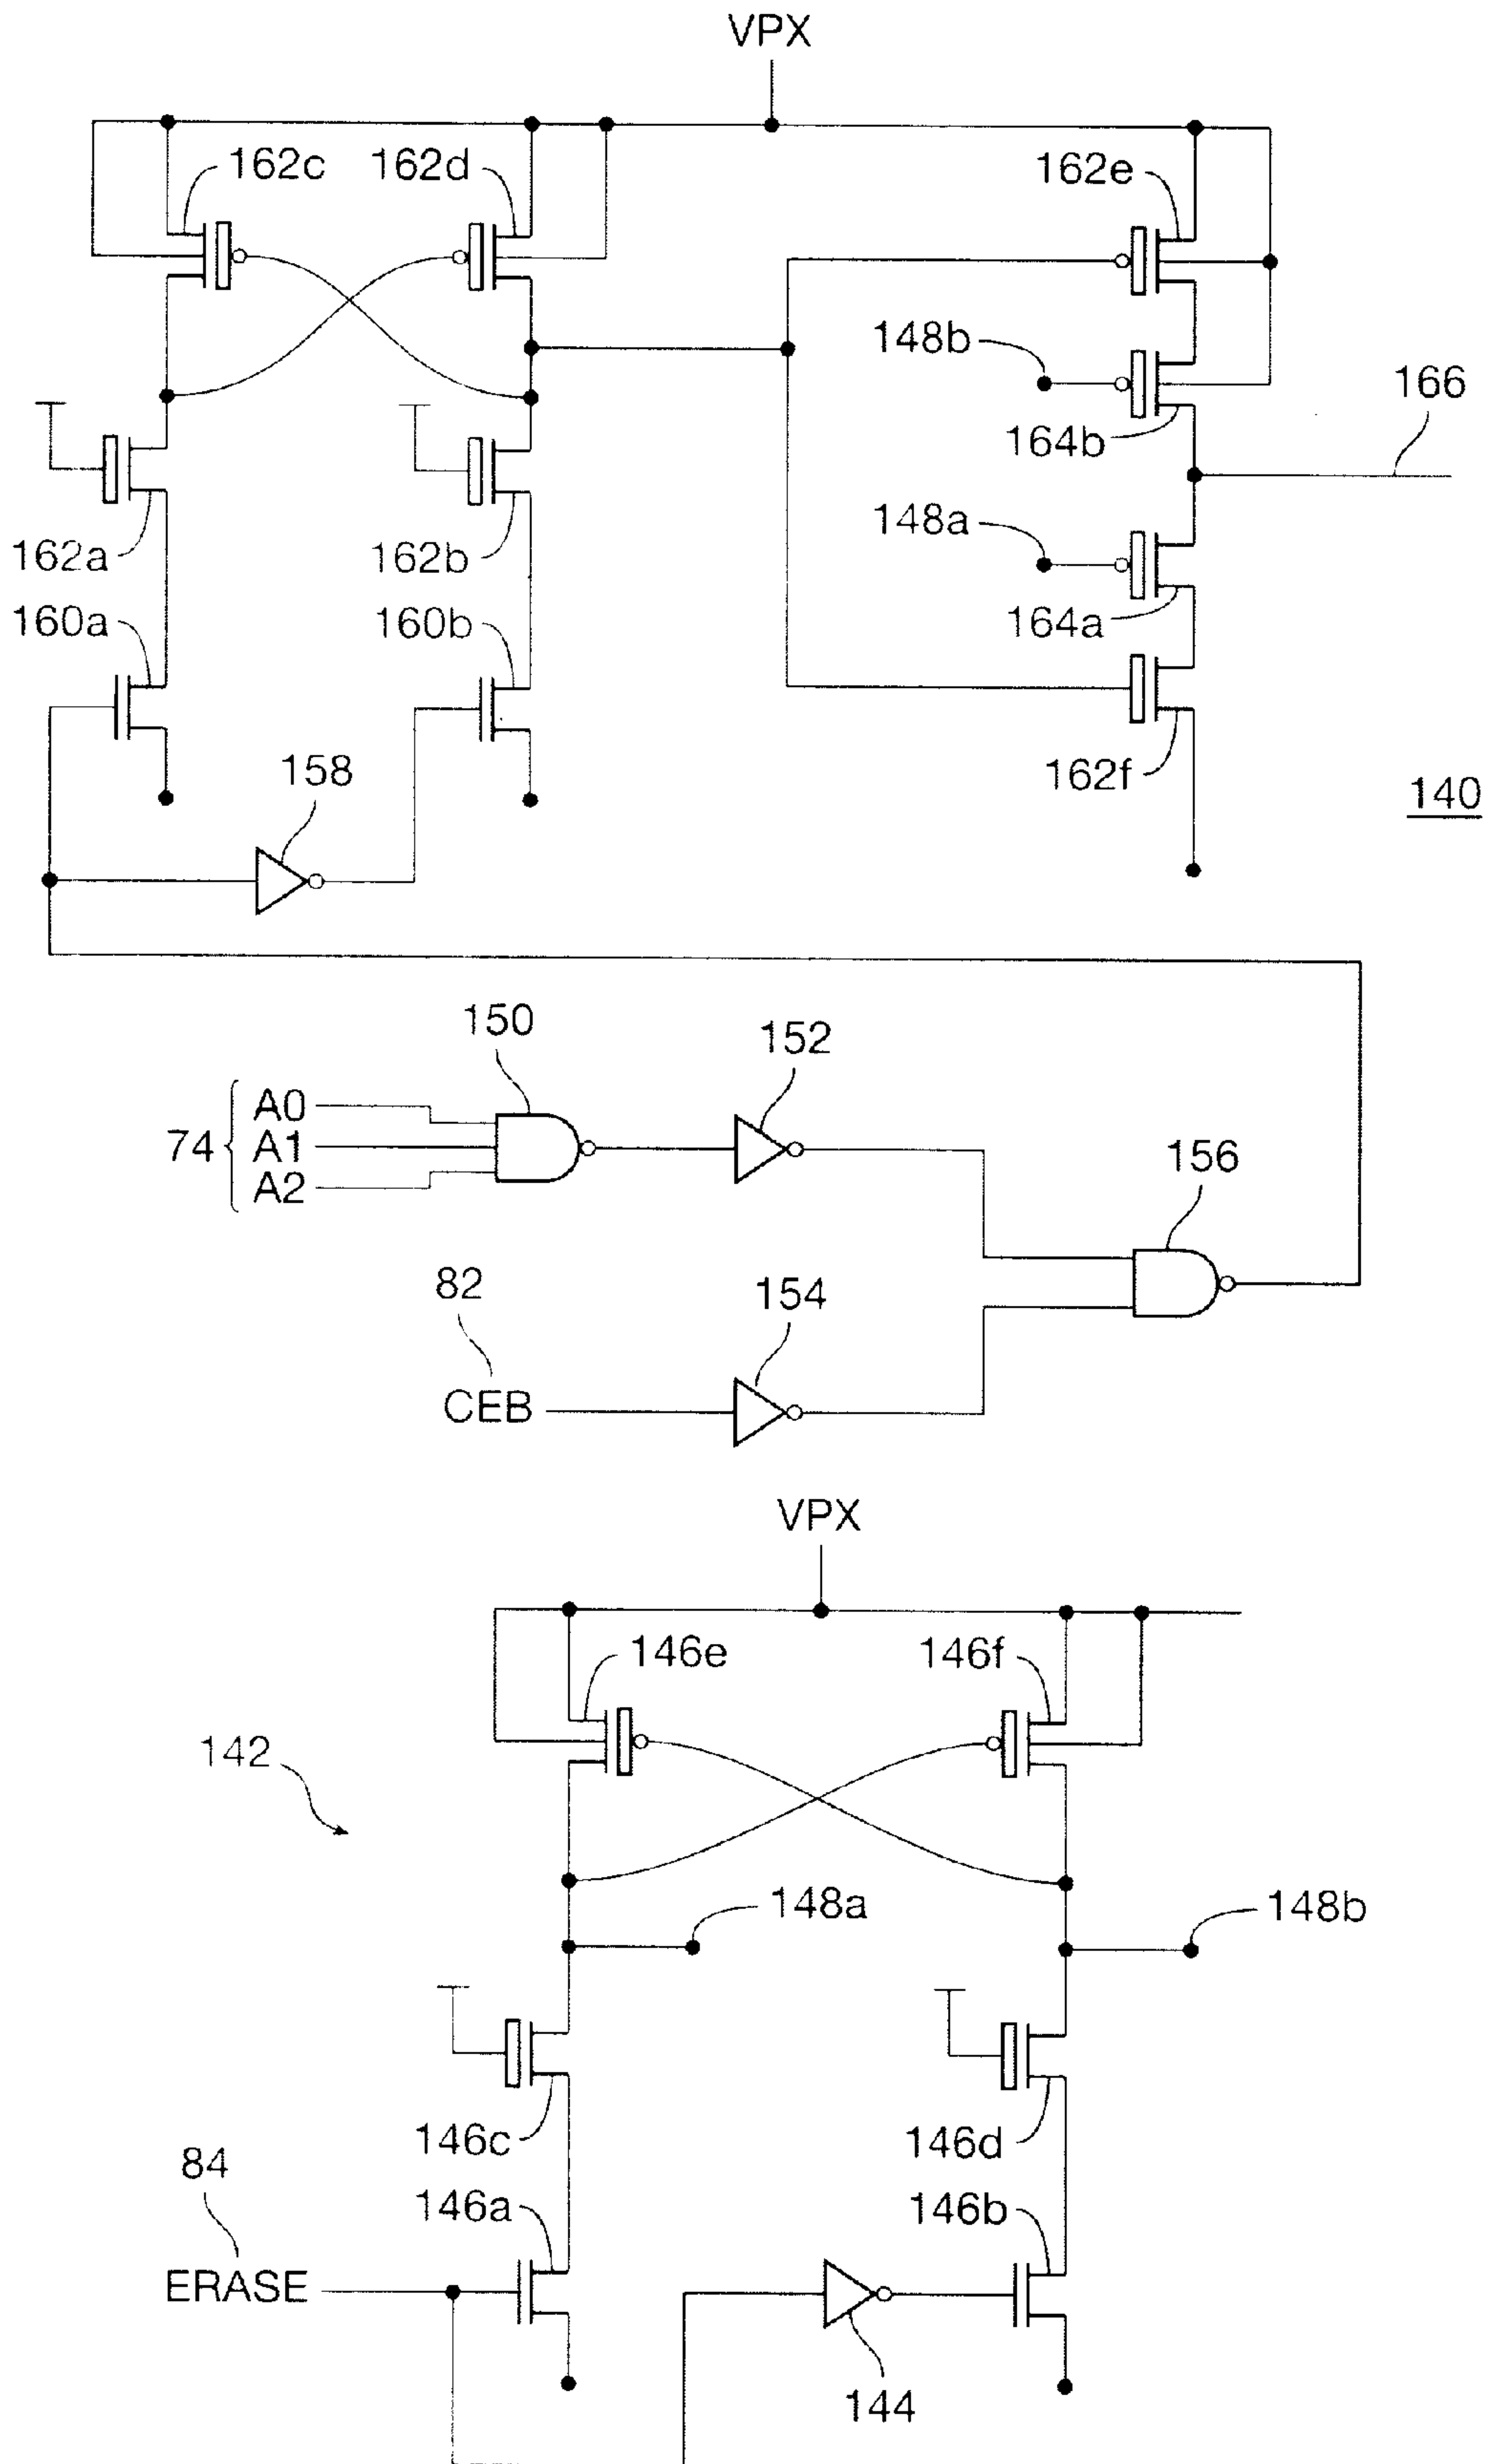 VPX
162c
162d
162e
148b
166
164b
148a
162a
162b
164a
160a
160b
158
162f
140
150
152
A0
74
A1
156
A2
82
154
CEB
VPX
146e
146f
142
148a
148b
146c
146d
84
146a
146b
ERASE
144